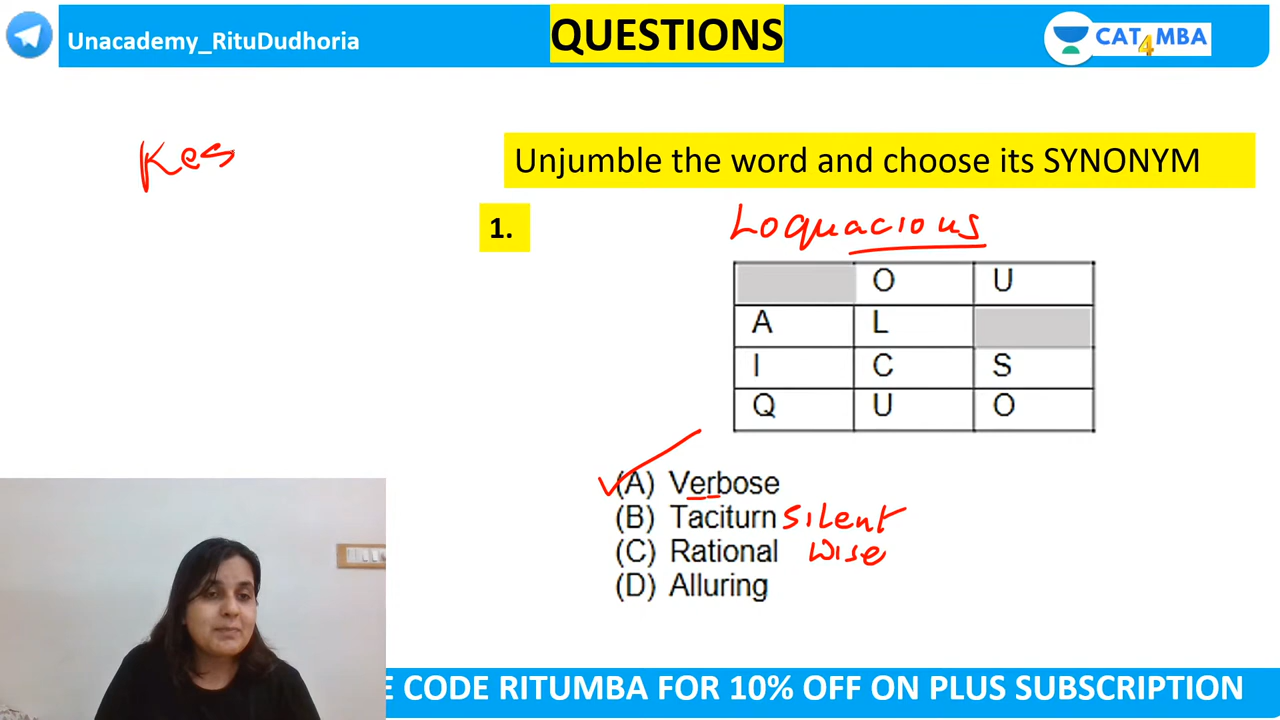 Unacademy_RituDudhoria
QUESTIONS
CAT4MBA
Kes
Unjumble the word and choose its SYNONYM
1.
Loquacious
O U
A L
I C S
Q U O
(A) Verbose
(B) Taciturn Silent
(C) Rational Wise
(D) Alluring
E CODE RITUMBA FOR 10% OFF ON PLUS SUBSCRIPTION